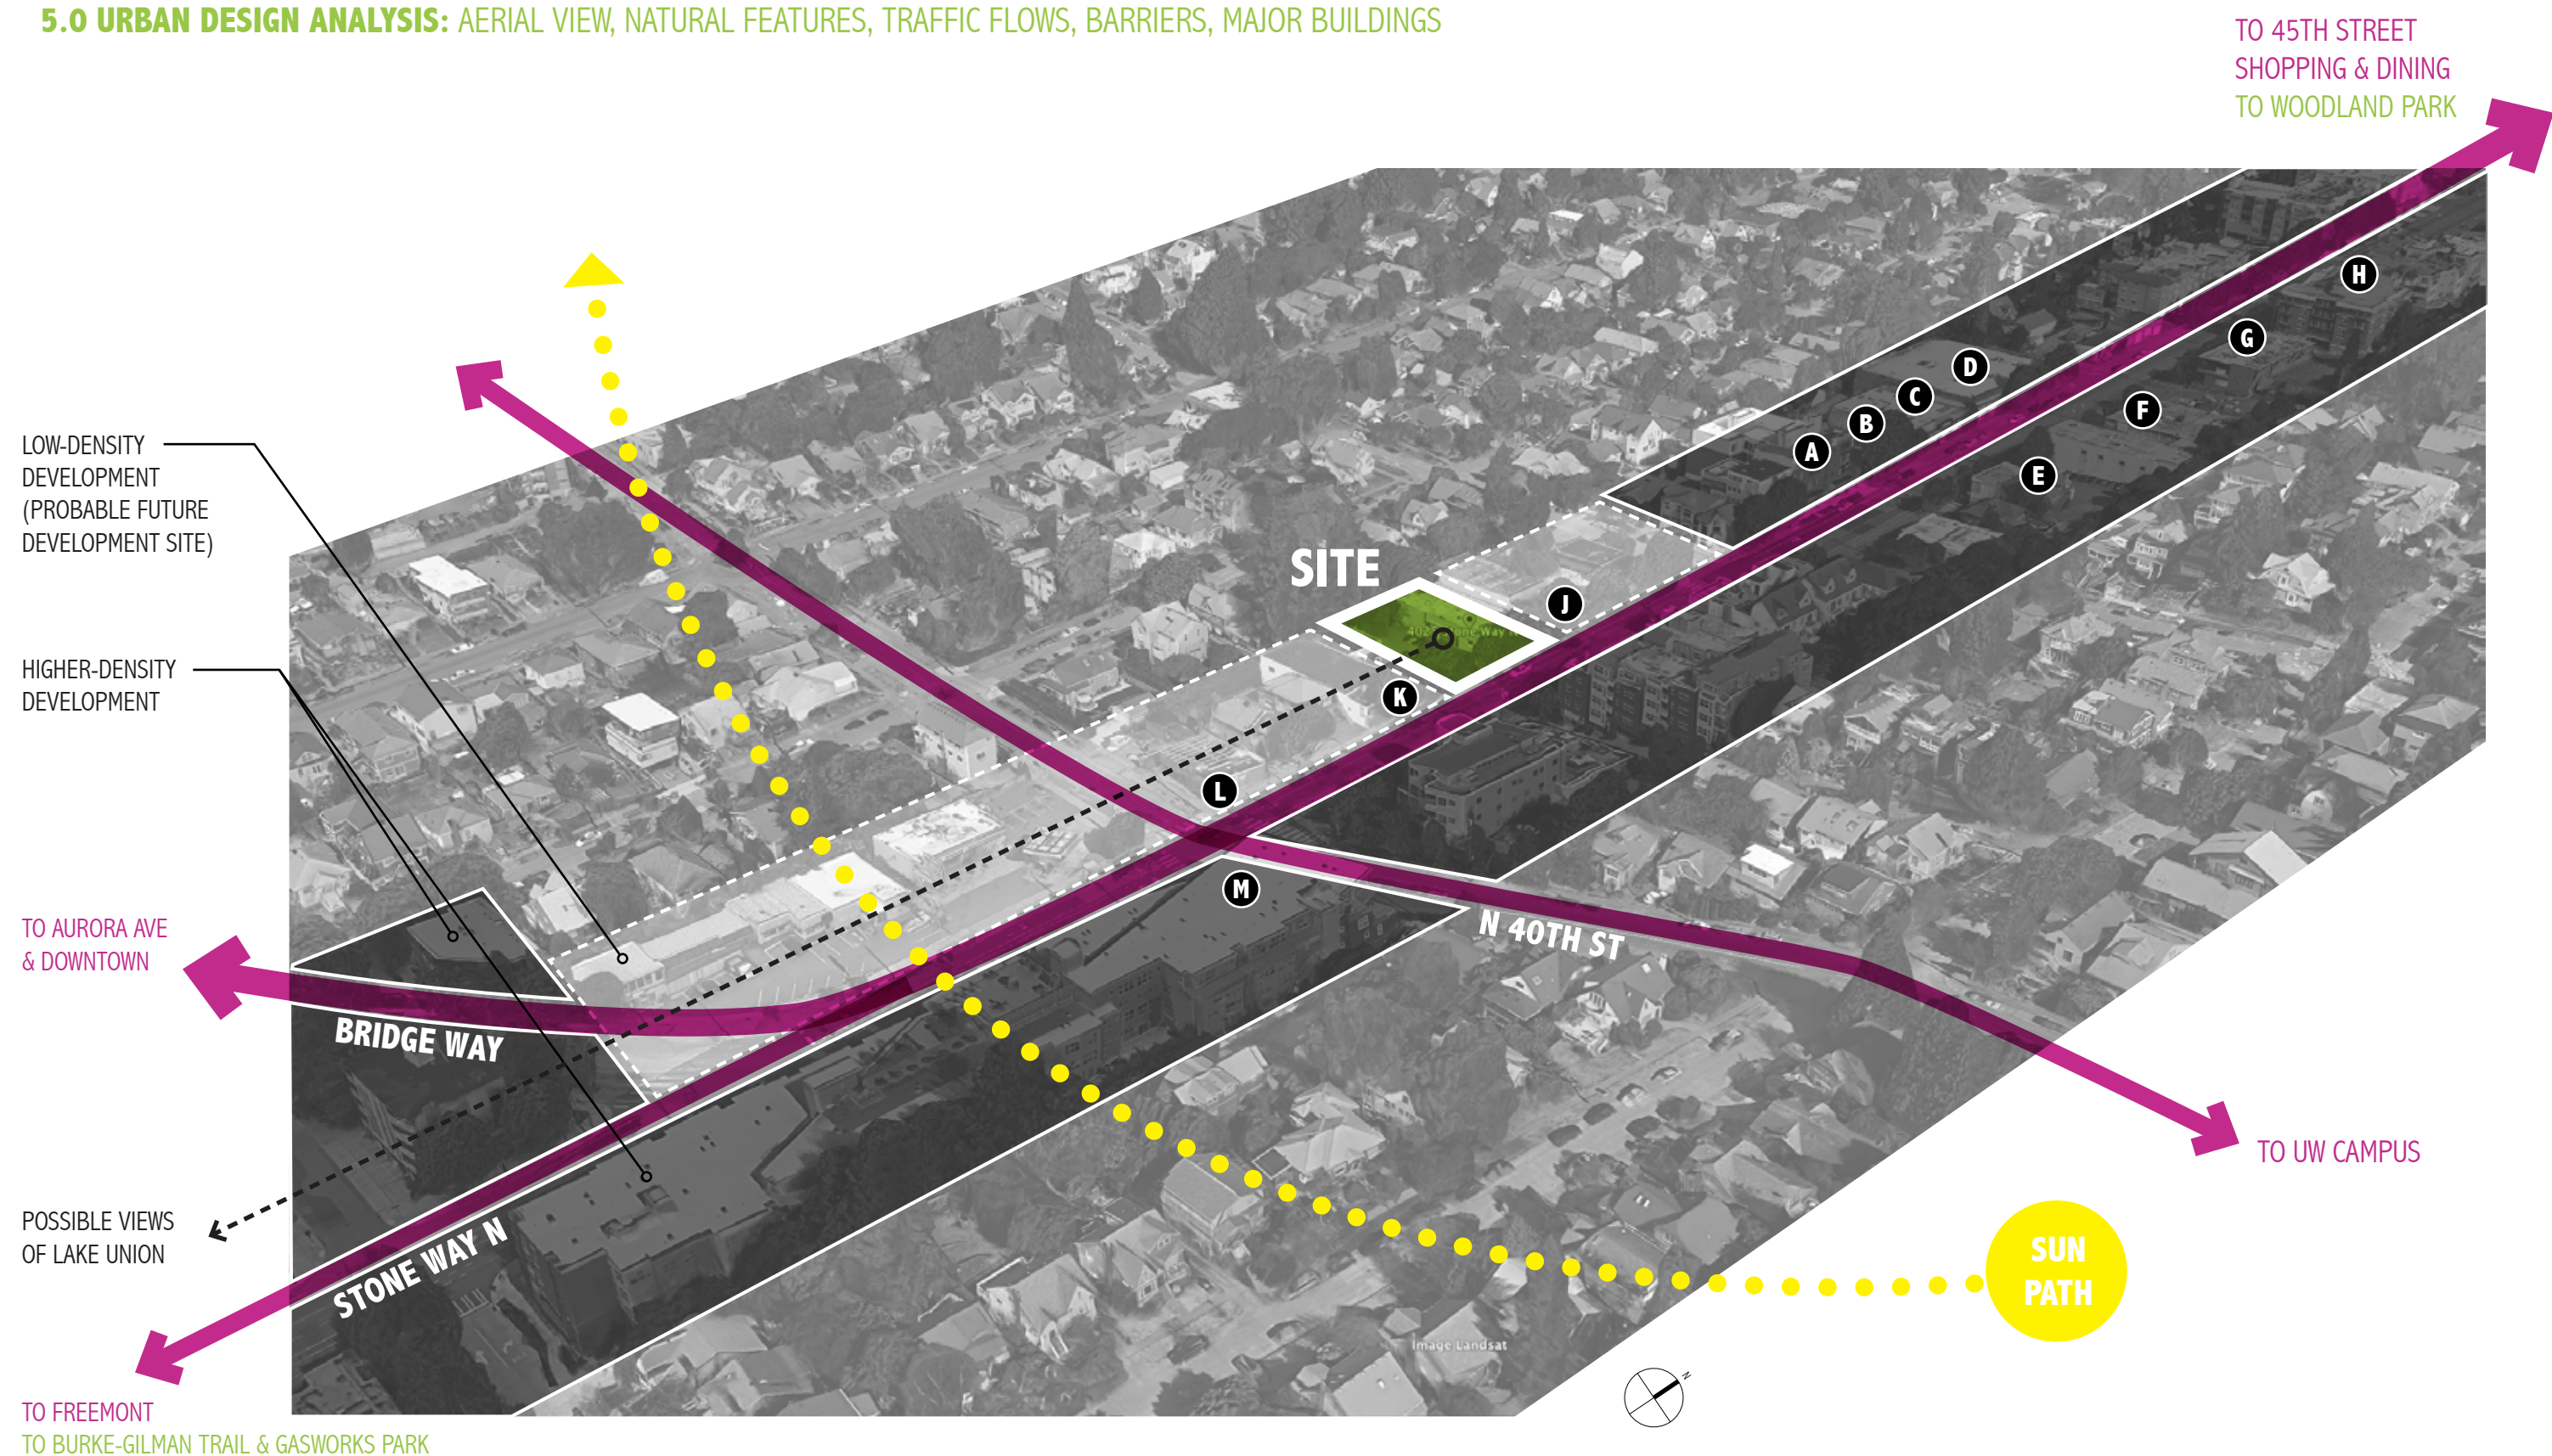 5.0 URBAN DESIGN ANALYSIS: AERIAL VIEW, NATURAL FEATURES, TRAFFIC FLOWS, BARRIERS, MAJOR BUILDINGS
TO 45TH STREET
SHOPPING & DINING
TO WOODLAND PARK
H
G
D
C
F
B
A
E
LOW-DENSITY
DEVELOPMENT
(PROBABLE FUTURE
DEVELOPMENT SITE)
SITE
J
K
HIGHER-DENSITY
DEVELOPMENT
L
M
N 40TH ST
TO AURORA AVE
& DOWNTOWN
BRIDGE WAY
TO UW CAMPUS
POSSIBLE VIEWS
OF LAKE UNION
STONE WAY N
SUN
PATH
Image Landsat
N
TO FREEMONT
TO BURKE-GILMAN TRAIL & GASWORKS PARK